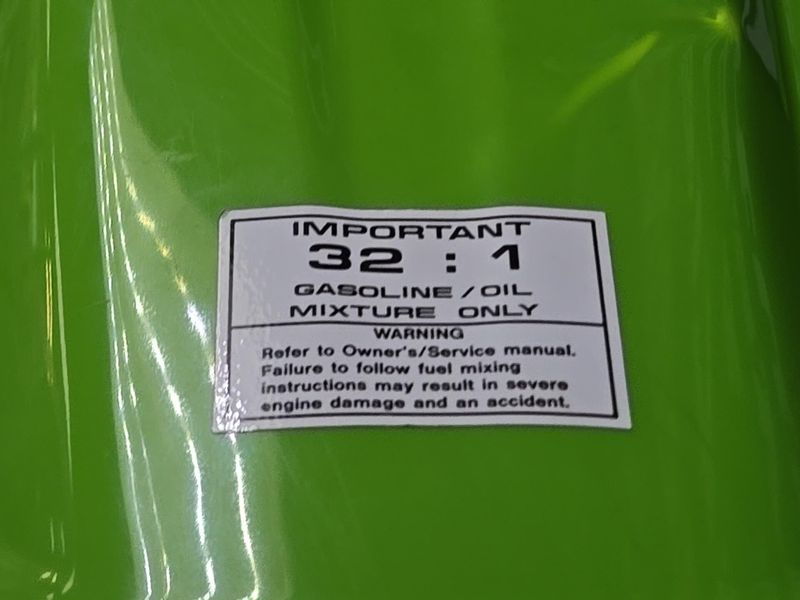 IMPORTANT
32 : 1
GASOLINE / OIL
MIXTURE ONLY
WARNING
Refer to Owner's/Service manual.
Failure to follow fuel mixing
instructions may result in severe
engine damage and an accident.